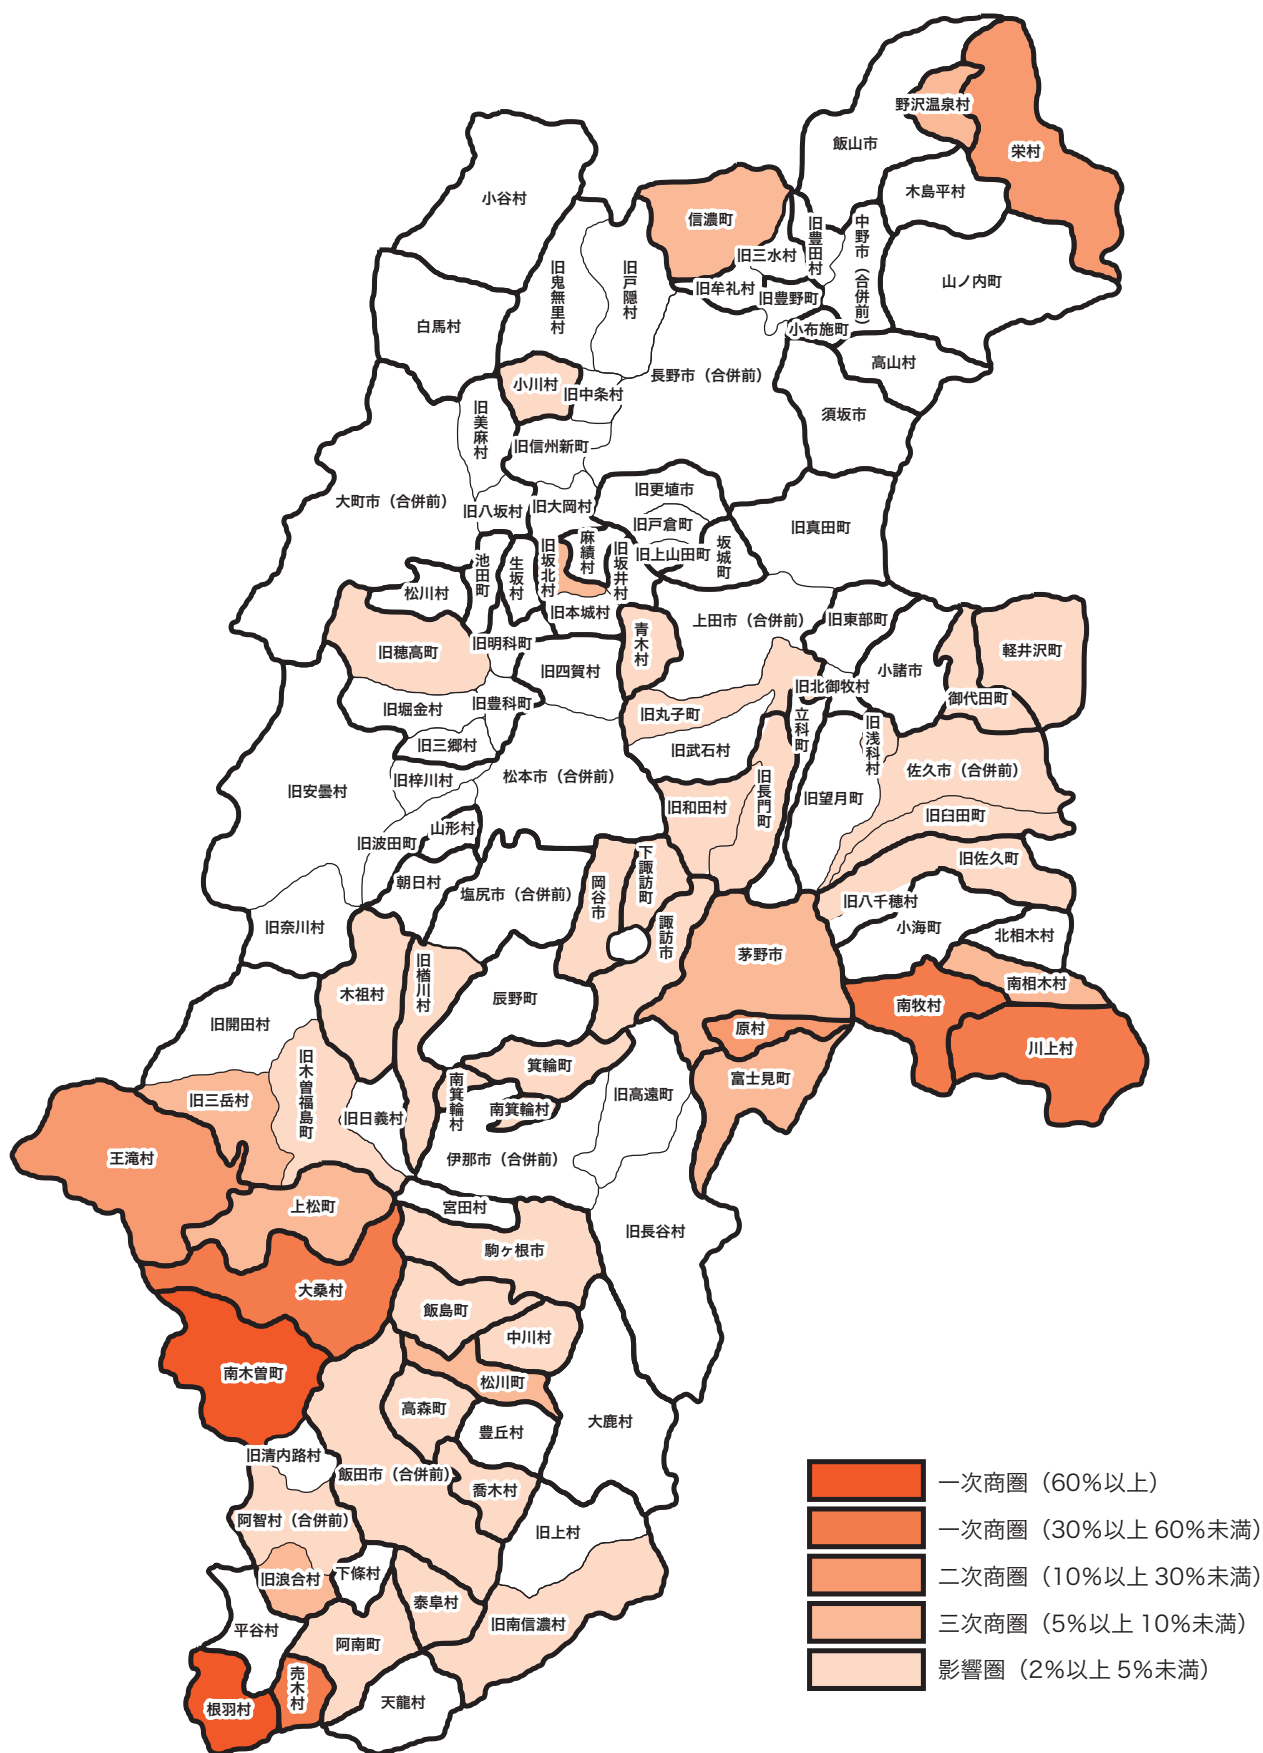 野沢温泉村
飯山市
栄村
木島平村
小谷村
信濃町
旧豊田村
中野市（合併前）
旧三水村
山ノ内町
旧鬼無里村
旧戸隠村
旧牟礼村
旧豊野町
白馬村
小布施町
高山村
長野市（合併前）
小川村
旧中条村
須坂市
旧美麻村
旧信州新町
旧更埴市
大町市（合併前）
旧八坂村
旧大岡村
旧戸倉町
旧真田町
麻績村
旧坂井村
旧上山田町
坂城町
池田町
生坂村
旧坂北村
松川村
旧本城村
上田市（合併前）
旧東部町
青木村
旧明科町
旧穂高町
軽井沢町
旧四賀村
小諸市
旧北御牧村
御代田町
旧堀金村
旧豊科町
旧丸子町
立科町
旧浅科村
旧三郷村
旧武石村
佐久市（合併前）
旧梓川村
松本市（合併前）
旧安曇村
旧和田村
旧長門町
旧望月町
旧臼田町
山形村
旧波田町
下諏訪町
旧佐久町
朝日村
塩尻市（合併前）
岡谷市
旧八千穂村
旧奈川村
諏訪市
小海町
北相木村
茅野市
旧楢川村
木祖村
南相木村
辰野町
南牧村
旧開田村
原村
川上村
箕輪町
旧木曽福島町
富士見町
旧三岳村
南箕輪村
旧高遠町
旧日義村
南箕輪村
王滝村
伊那市（合併前）
上松町
宮田村
旧長谷村
駒ヶ根市
大桑村
飯島町
中川村
南木曽町
松川町
高森町
大鹿村
豊丘村
旧清内路村
飯田市（合併前）
喬木村
阿智村（合併前）
旧上村
旧浪合村
下條村
泰阜村
旧南信濃村
平谷村
阿南町
売木村
根羽村
天龍村
一次商圏（60%以上）
一次商圏（30%以上 60%未満）
二次商圏（10%以上 30%未満）
三次商圏（5%以上 10%未満）
影響圏（2%以上 5%未満）